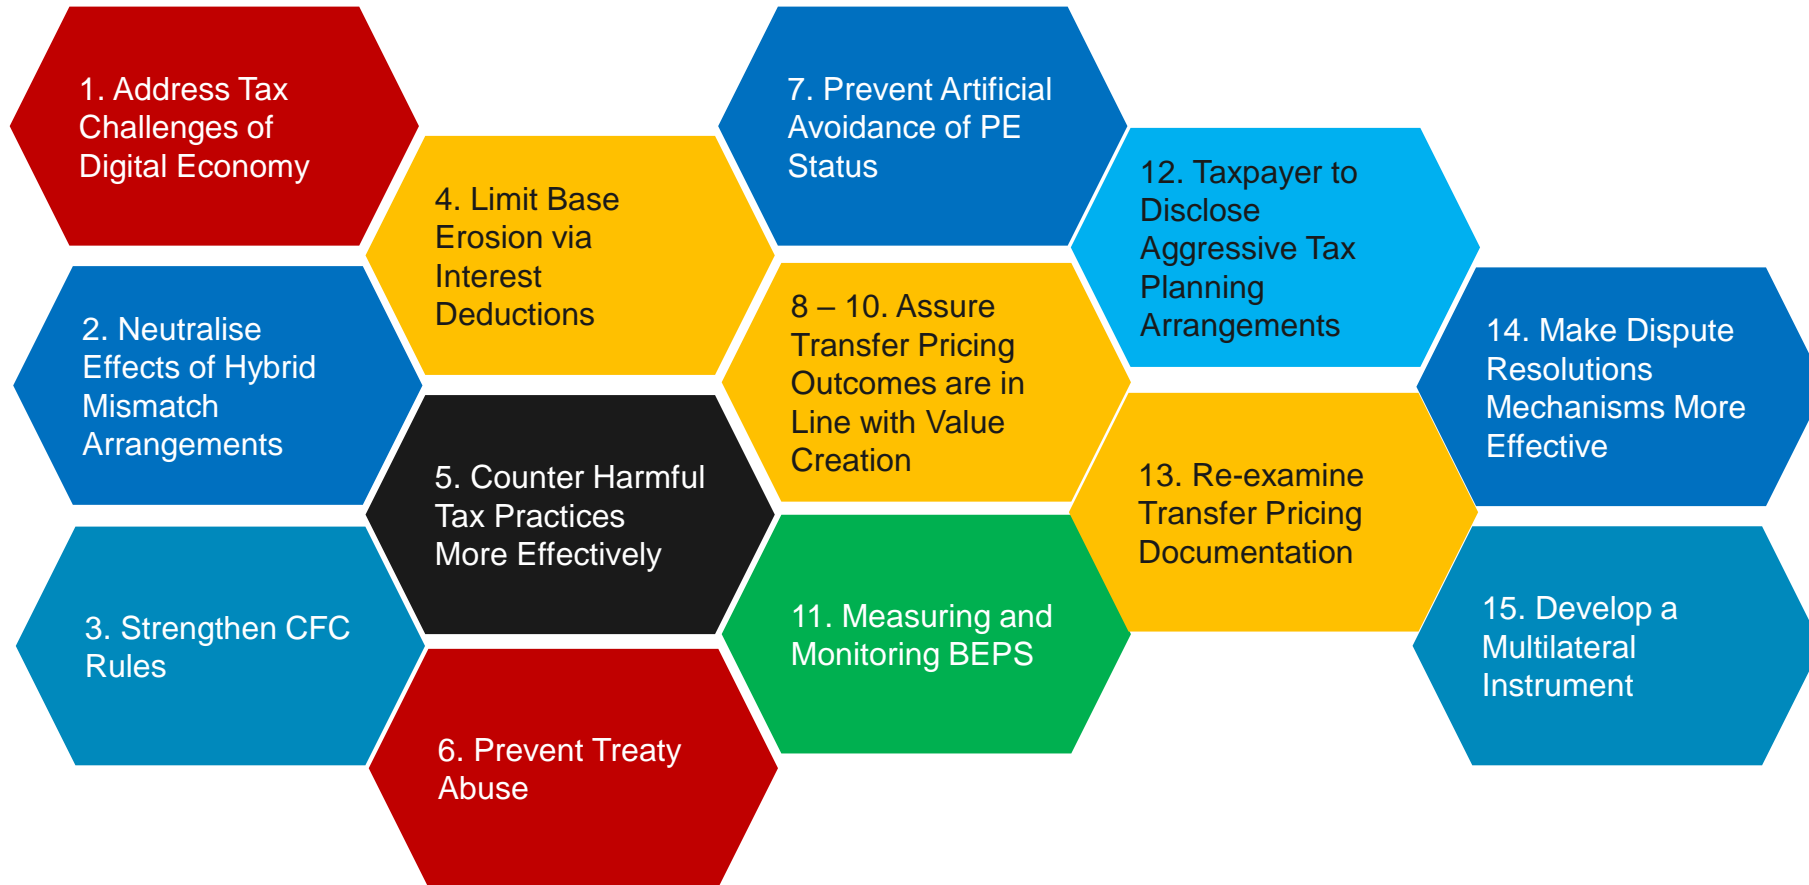 1. Address Tax
Challenges of
Digital Economy
2. Neutralise
Effects of Hybrid
Mismatch
Arrangements
3. Strengthen CFC
Rules
4. Limit Base
Erosion via
Interest
Deductions
5. Counter Harmful
Tax Practices
More Effectively
6. Prevent Treaty
Abuse
7. Prevent Artificial
Avoidance of PE
Status
8 – 10. Assure
Transfer Pricing
Outcomes are in
Line with Value
Creation
11. Measuring and
Monitoring BEPS
12. Taxpayer to
Disclose
Aggressive Tax
Planning
Arrangements
13. Re-examine
Transfer Pricing
Documentation
14. Make Dispute
Resolutions
Mechanisms More
Effective
15. Develop a
Multilateral
Instrument